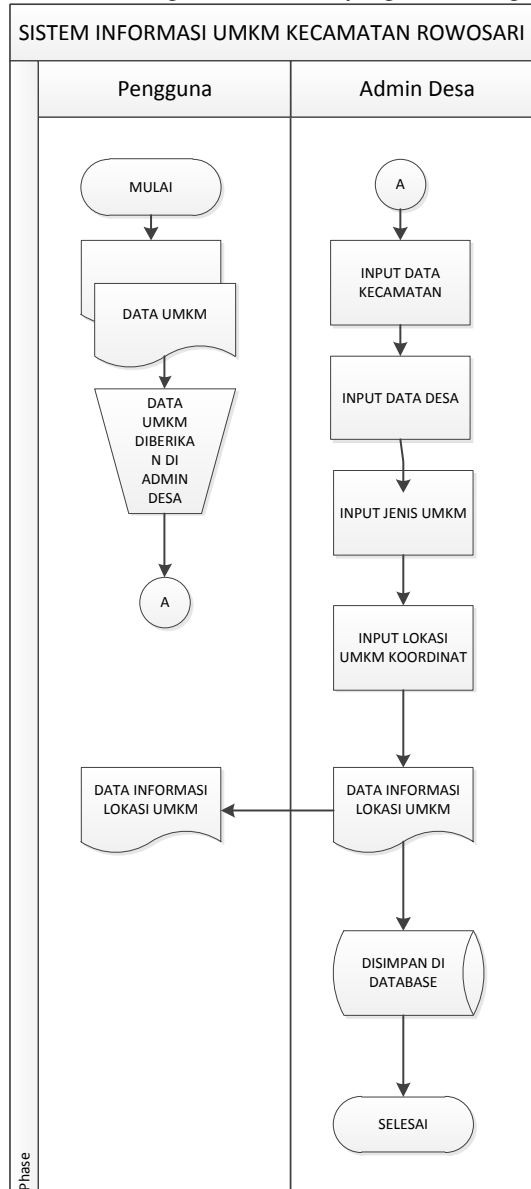 SISTEM INFORMASI UMKM KECAMATAN ROWOSARI
Pengguna
Admin Desa
MULAI
DATA UMKM
DATA
UMKM
DIBERIKA
N DI
ADMIN
DESA
A
A
INPUT DATA
KECAMATAN
INPUT DATA DESA
INPUT JENIS UMKM
INPUT LOKASI
UMKM KOORDINAT
DATA INFORMASI
LOKASI UMKM
DATA INFORMASI
LOKASI UMKM
DISIMPAN DI
DATABASE
SELESAI
Phase